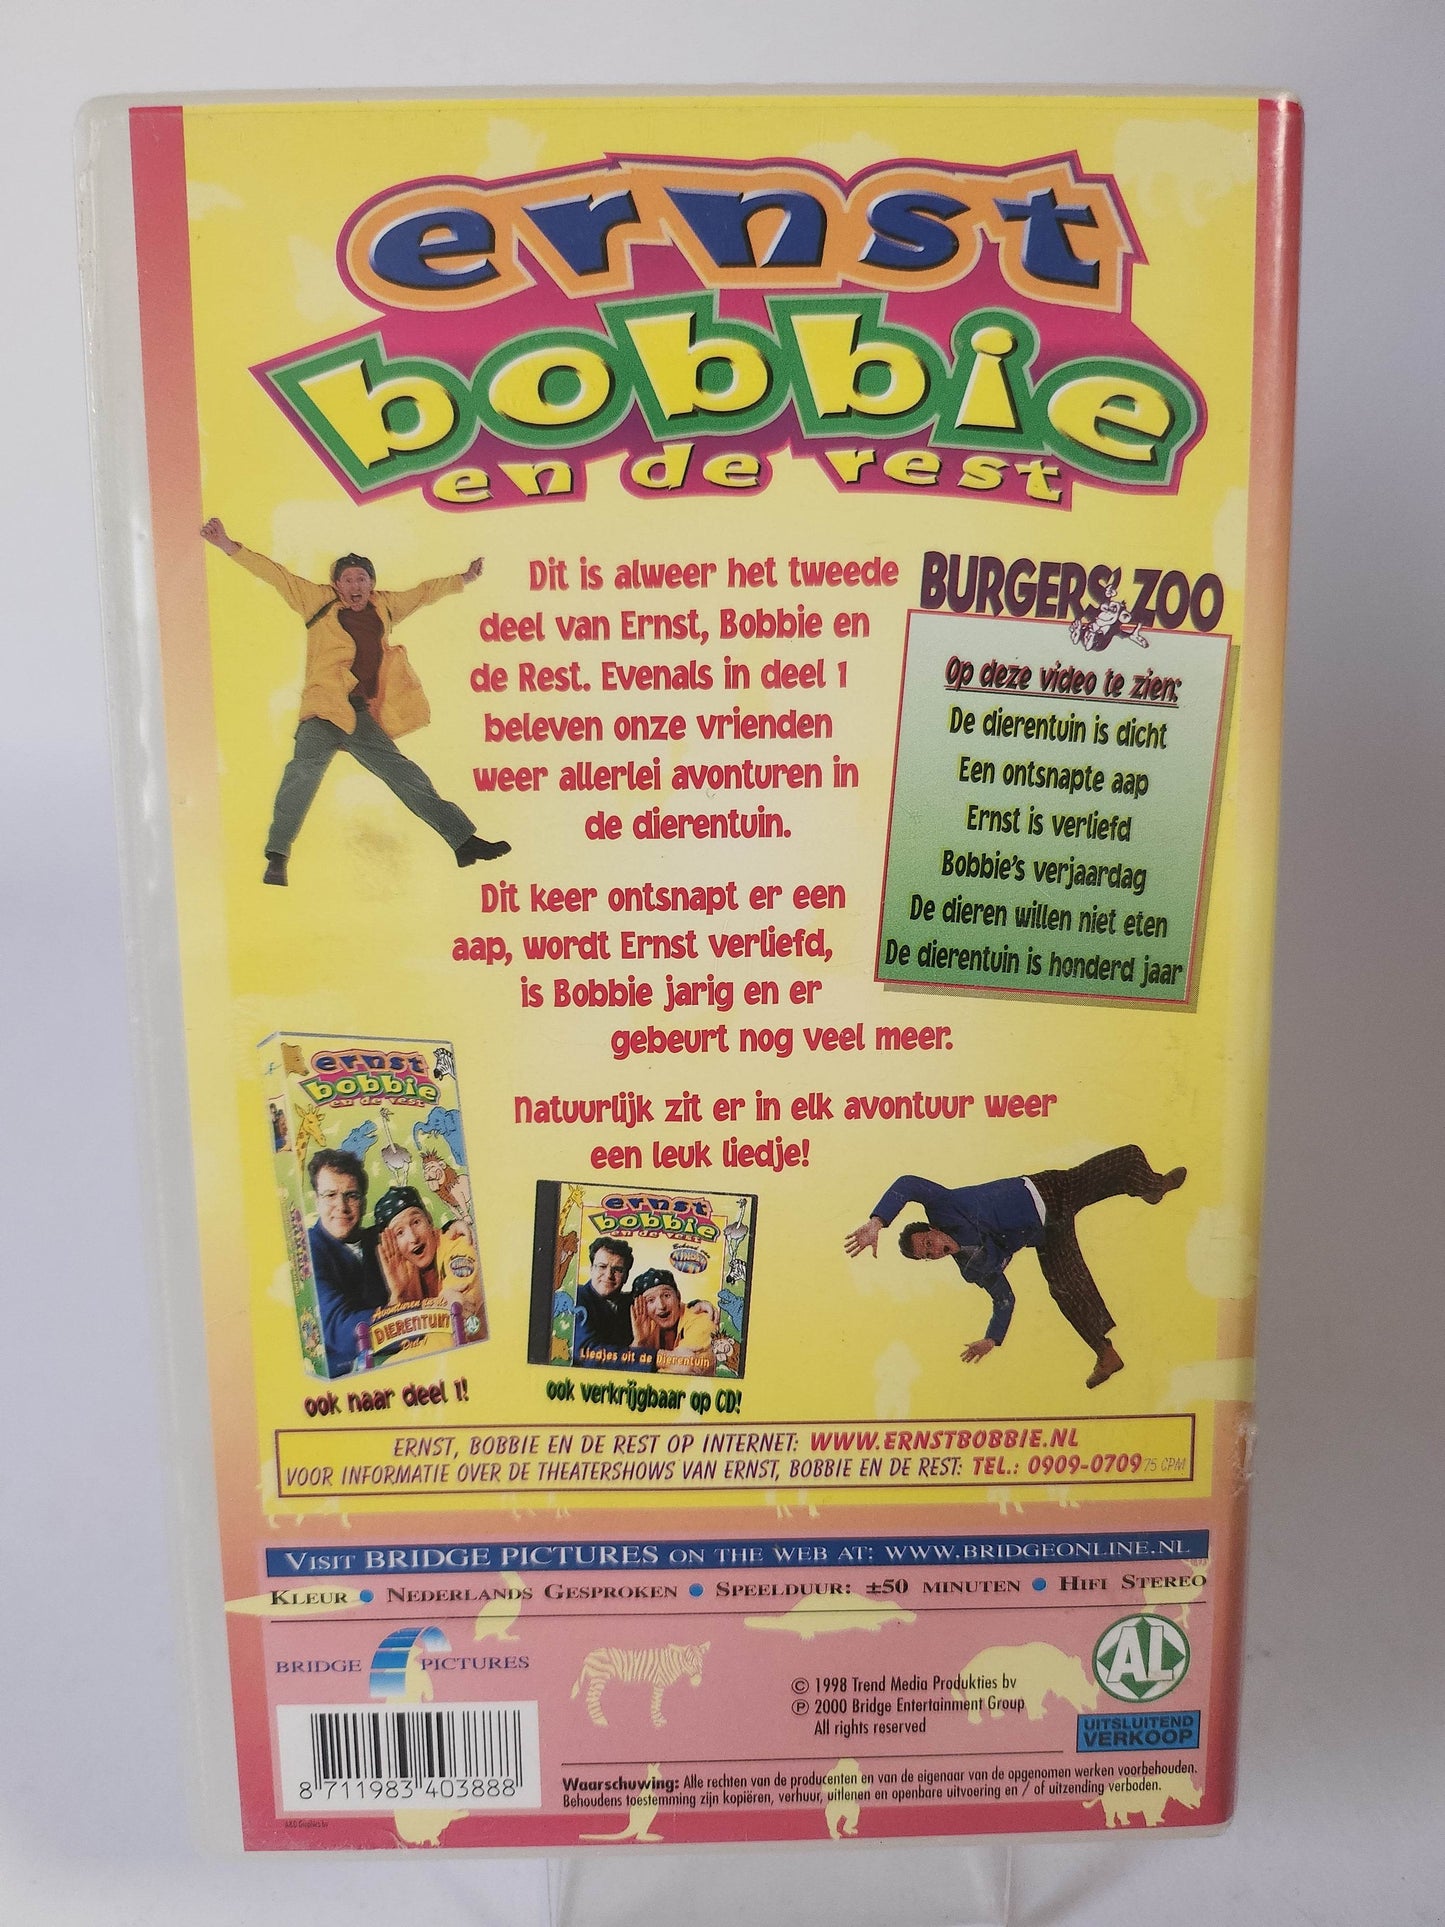 ernst
bobbie
en de rest
Dit is alweer het tweede
deel van Ernst, Bobbie en
de Rest. Evenals in deel 1
beleven onze vrienden
weer allerlei avonturen in
de dierentuin.
Dit keer ontsnapt er een
aap, wordt Ernst verliefd,
is Bobbie jarig en er
gebeurt nog veel meer.
Natuurlijk zit er in elk avontuur weer
een leuk liedje!
BURGERS' ZOO
Op deze video te zien:
De dierentuin is dicht
Een ontsnapte aap
Ernst is verliefd
Bobbie's verjaardag
De dieren willen niet eten
De dierentuin is honderd jaar
ernst
bobbie
en de rest
Avonturen in de
DIERENTUIN
Deel 1
ook naar deel 1!
ernst
bobbie
en de rest
Liedjes uit de Dierentuin
ook verkrijgbaar op CD!
ERNST, BOBBIE EN DE REST OP INTERNET: WWW.ERNSTBOBBIE.NL
VOOR INFORMATIE OVER DE THEATERSHOWS VAN ERNST, BOBBIE EN DE REST: TEL.: 0909-0709 75 CPM
VISIT BRIDGE PICTURES ON THE WEB AT: WWW.BRIDGEONLINE.NL
KLEUR • NEDERLANDS GESPROKEN • SPEELDUUR: ±50 MINUTEN • HIFI STEREO
BRIDGE PICTURES
© 1998 Trend Media Produkties bv
℗ 2000 Bridge Entertainment Group
All rights reserved
AL
UITSLUITEND
VERKOOP
8 711983 403888
Waarschuwing: Alle rechten van de producenten en van de eigenaar van de opgenomen werken voorbehouden.
Behoudens toestemming zijn kopiëren, verhuur, uitlenen en openbare uitvoering en / of uitzending verboden.